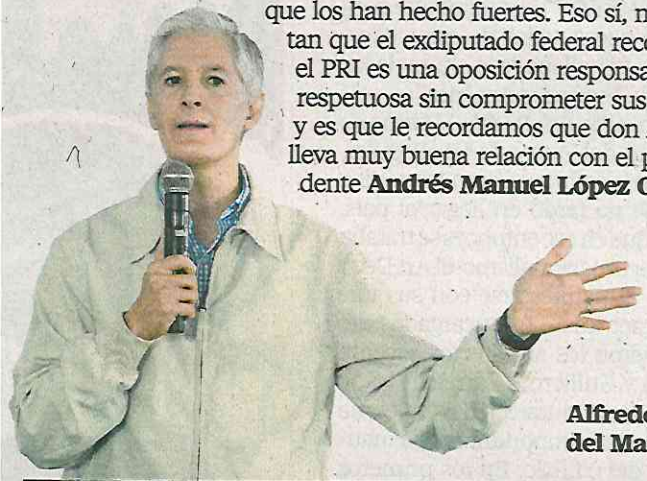 que los han hecho fuertes. Eso sí, n
tan que el exdiputado federal reco
el PRI es una oposición responsa
respetuosa sin comprometer sus
y es que le recordamos que don
lleva muy buena relación con el p
dente Andrés Manuel López O
Alfredo
del Ma